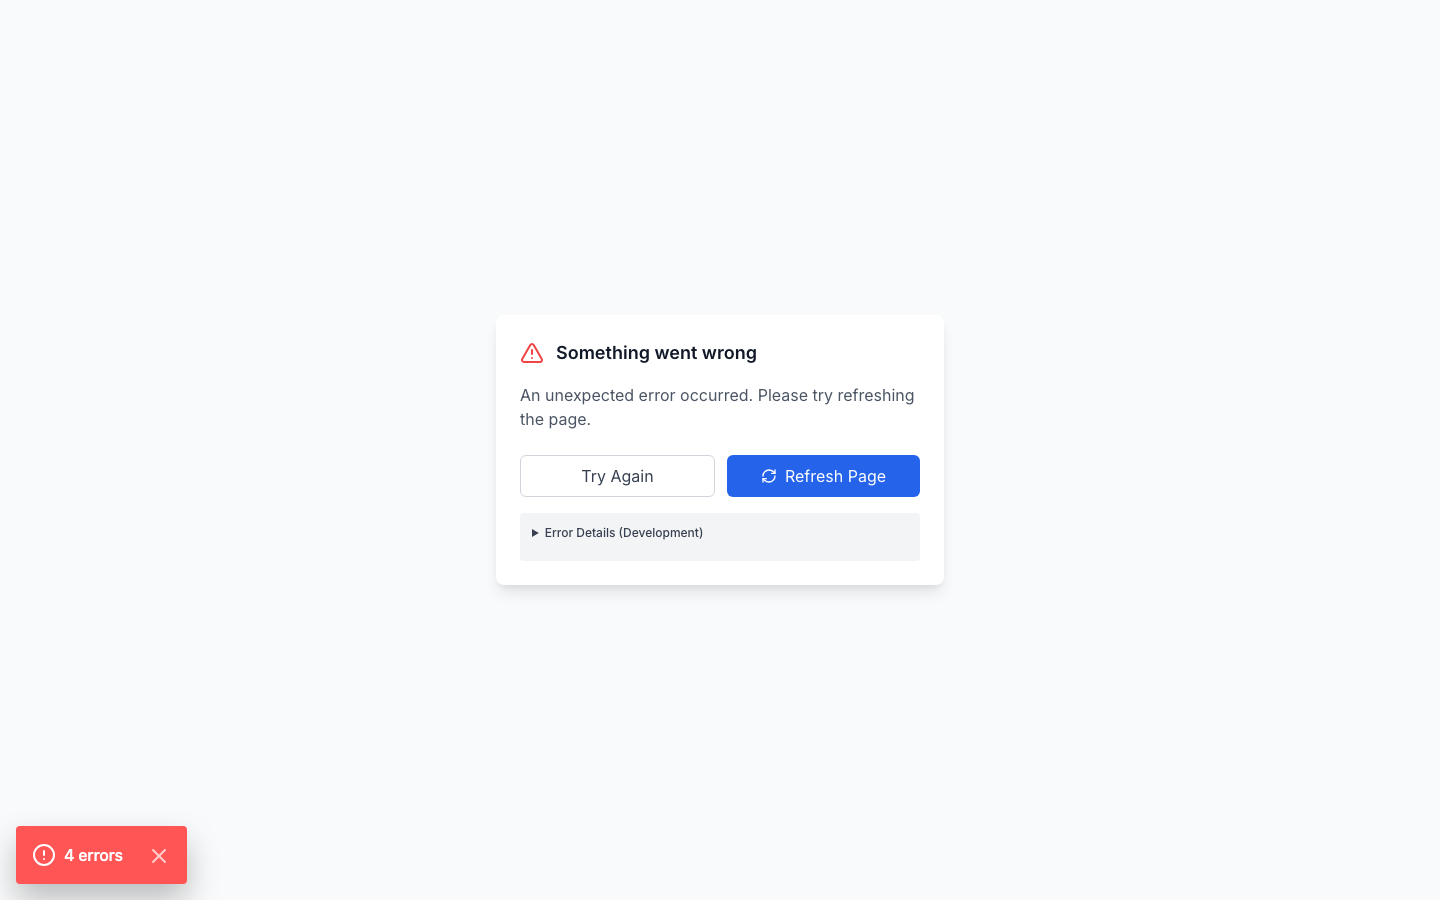 Something went wrong
An unexpected error occurred. Please try refreshing
the page.
Try Again
Refresh Page
Error Details (Development)
4 errors